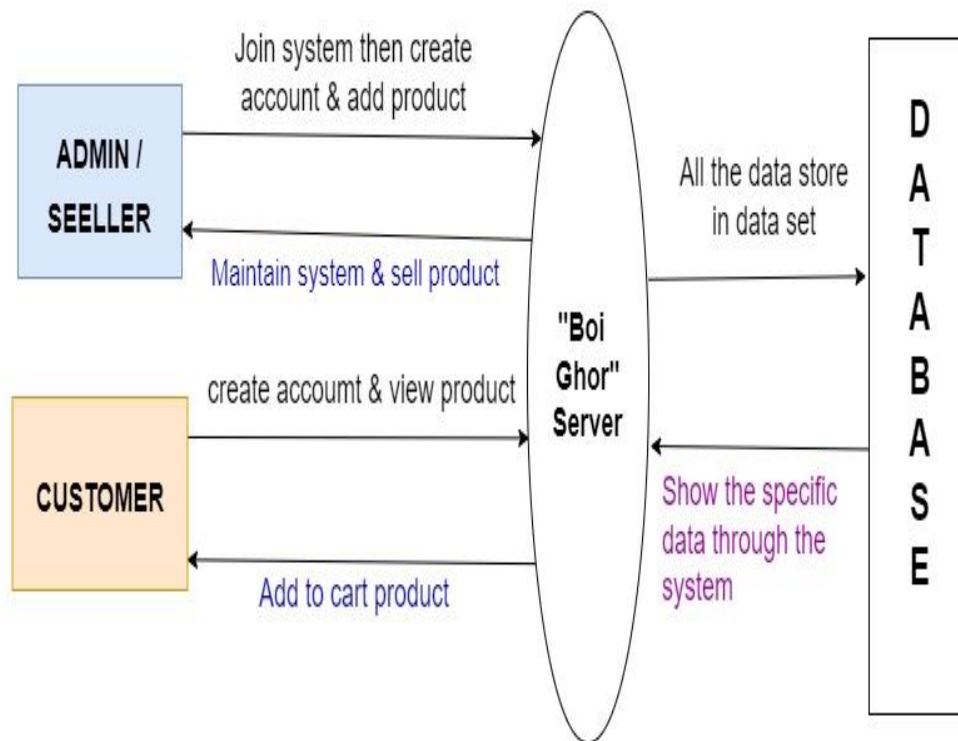 Join system then create
account & add product
ADMIN /
SEELLER
Maintain system & sell product
create accoumt & view product
CUSTOMER
Add to cart product
"Boi
Ghor"
Server
All the data store
in data set
Show the specific
data through the
system
D
A
T
A
B
A
S
E